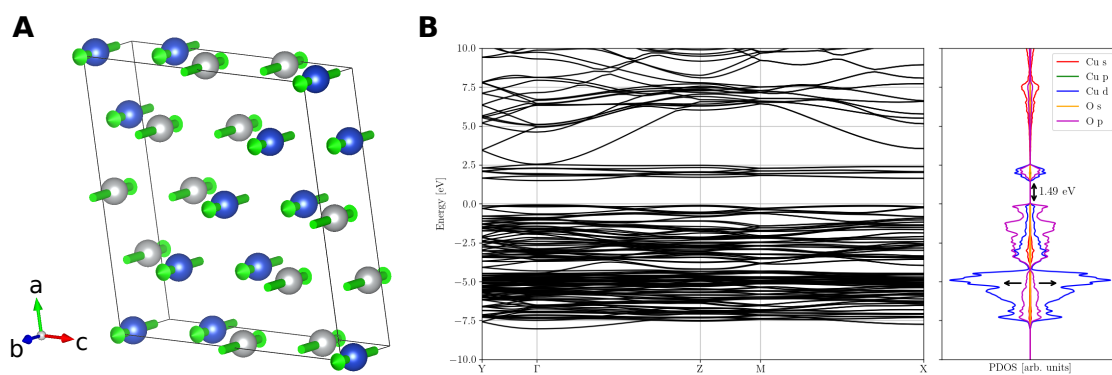 A
a
b
c
B
Energy [eV]
10.0
7.5
5.0
2.5
0.0
−2.5
−5.0
−7.5
−10.0
Y
Γ
Z
M
X
Cu s
Cu p
Cu d
O s
O p
1.49 eV
PDOS [arb. units]